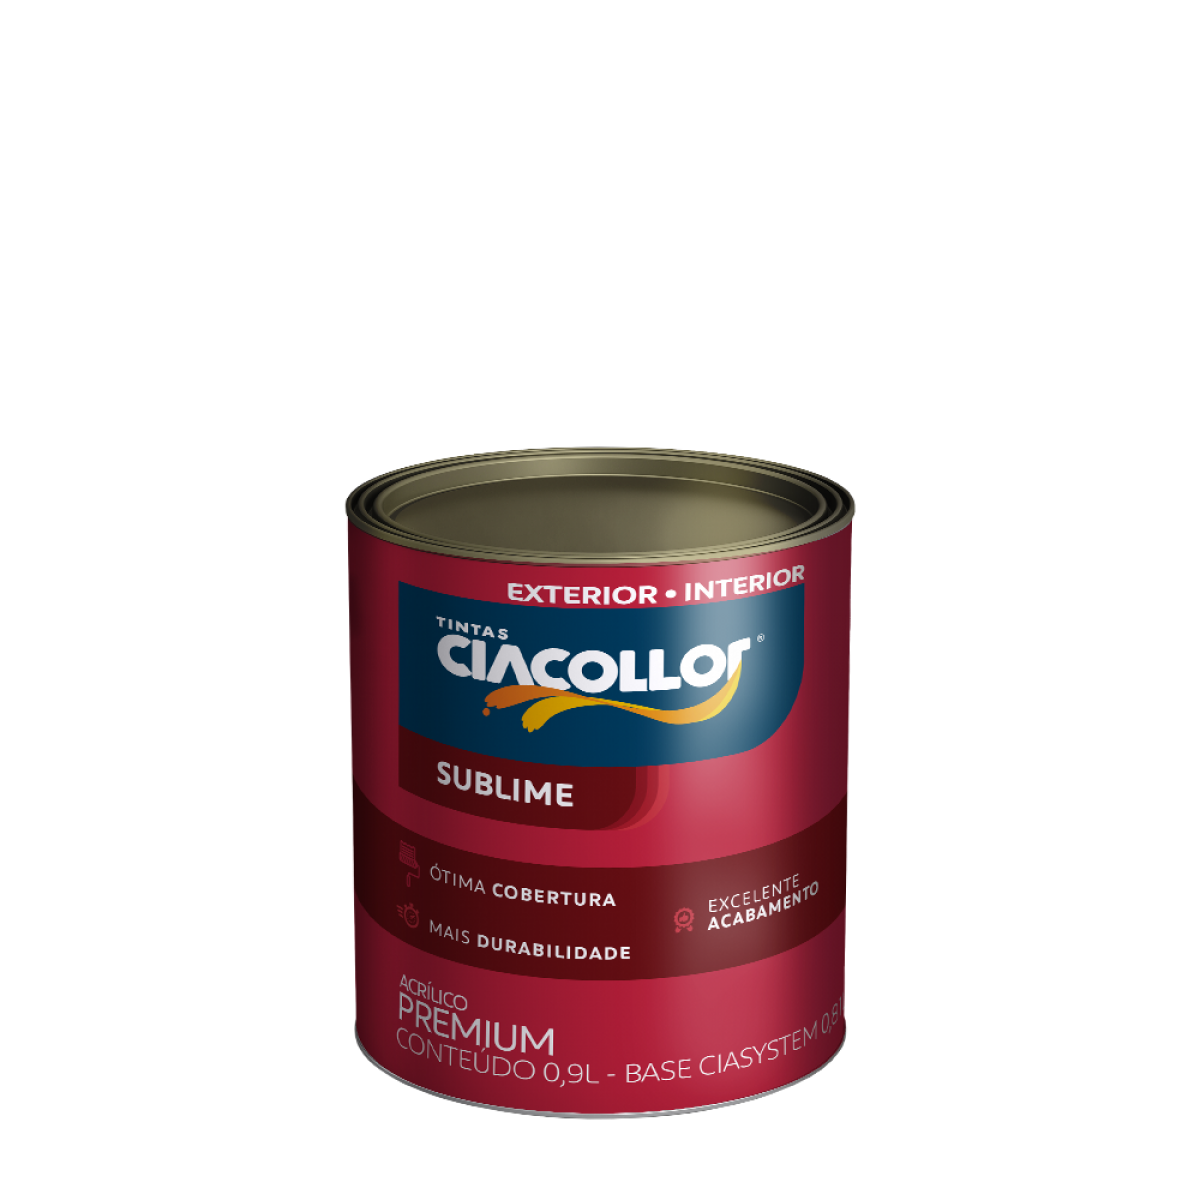 EXTERIOR • INTERIOR
TINTAS
CIACOLLOR ®
SUBLIME
ÓTIMA COBERTURA
MAIS DURABILIDADE
EXCELENTE
ACABAMENTO
ACRÍLICO
PREMIUM
CONTEÚDO 0,9L - BASE CIASYSTEM